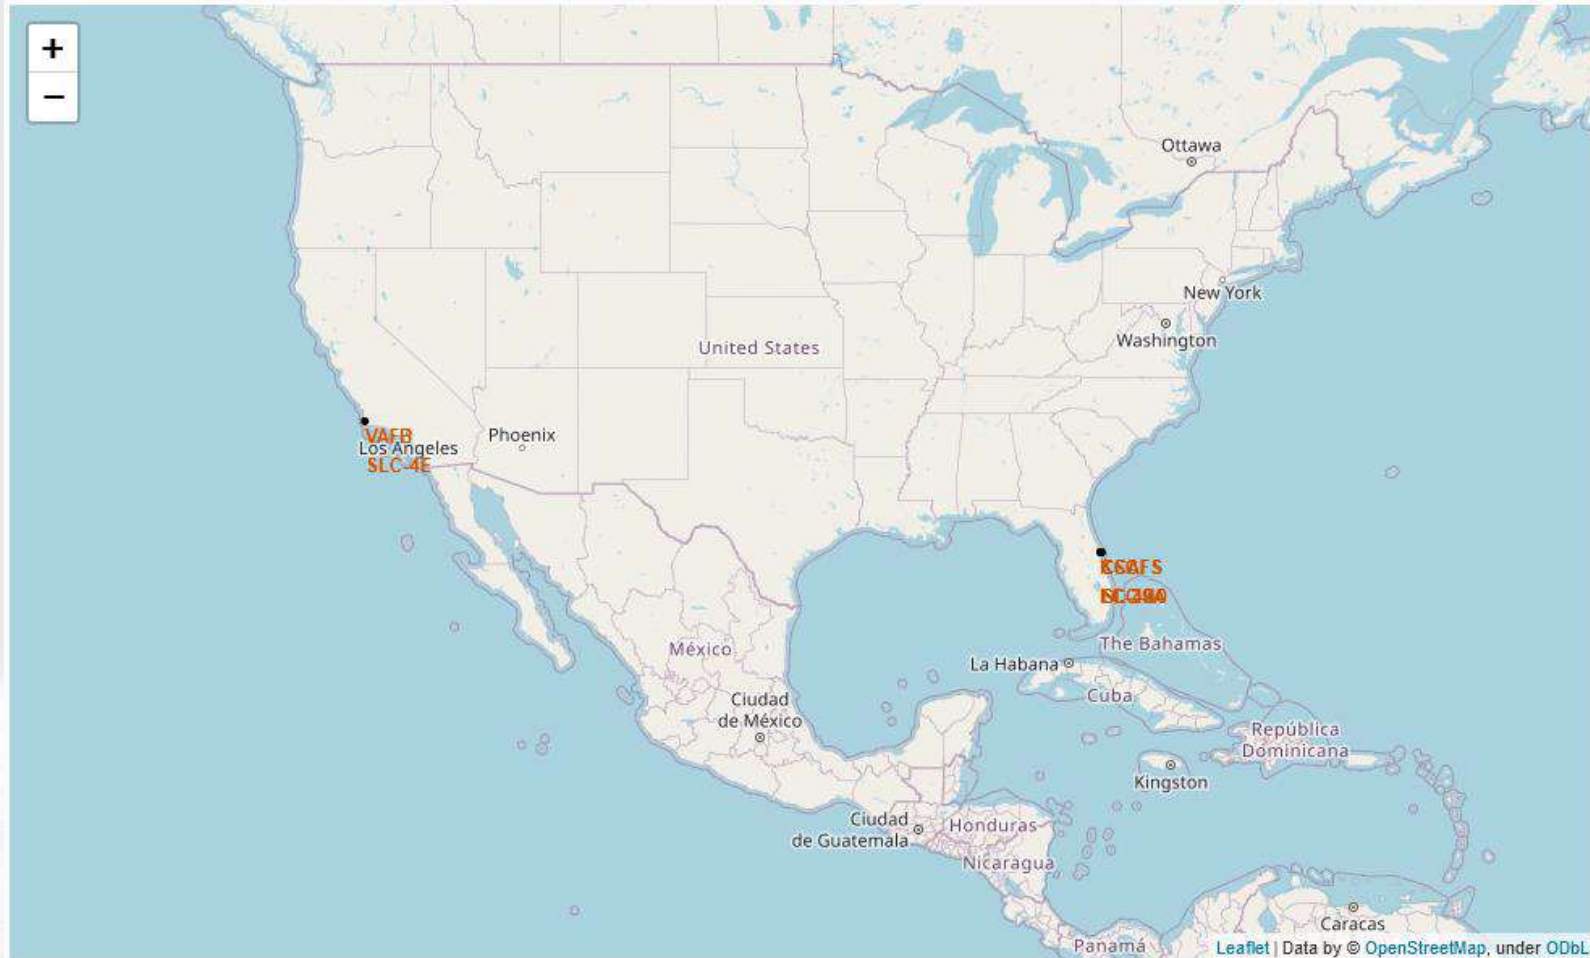 +
−
Ottawa
New York
Washington
United States
VAFB
Los Angeles
SLC-4E
Phoenix
The Bahamas
La Habana
México
Cuba
Ciudad
de México
República
Dominicana
Kingston
Ciudad
de Guatemala
Honduras
Nicaragua
Caracas
Panamá
Leaflet | Data by © OpenStreetMap, under ODbL